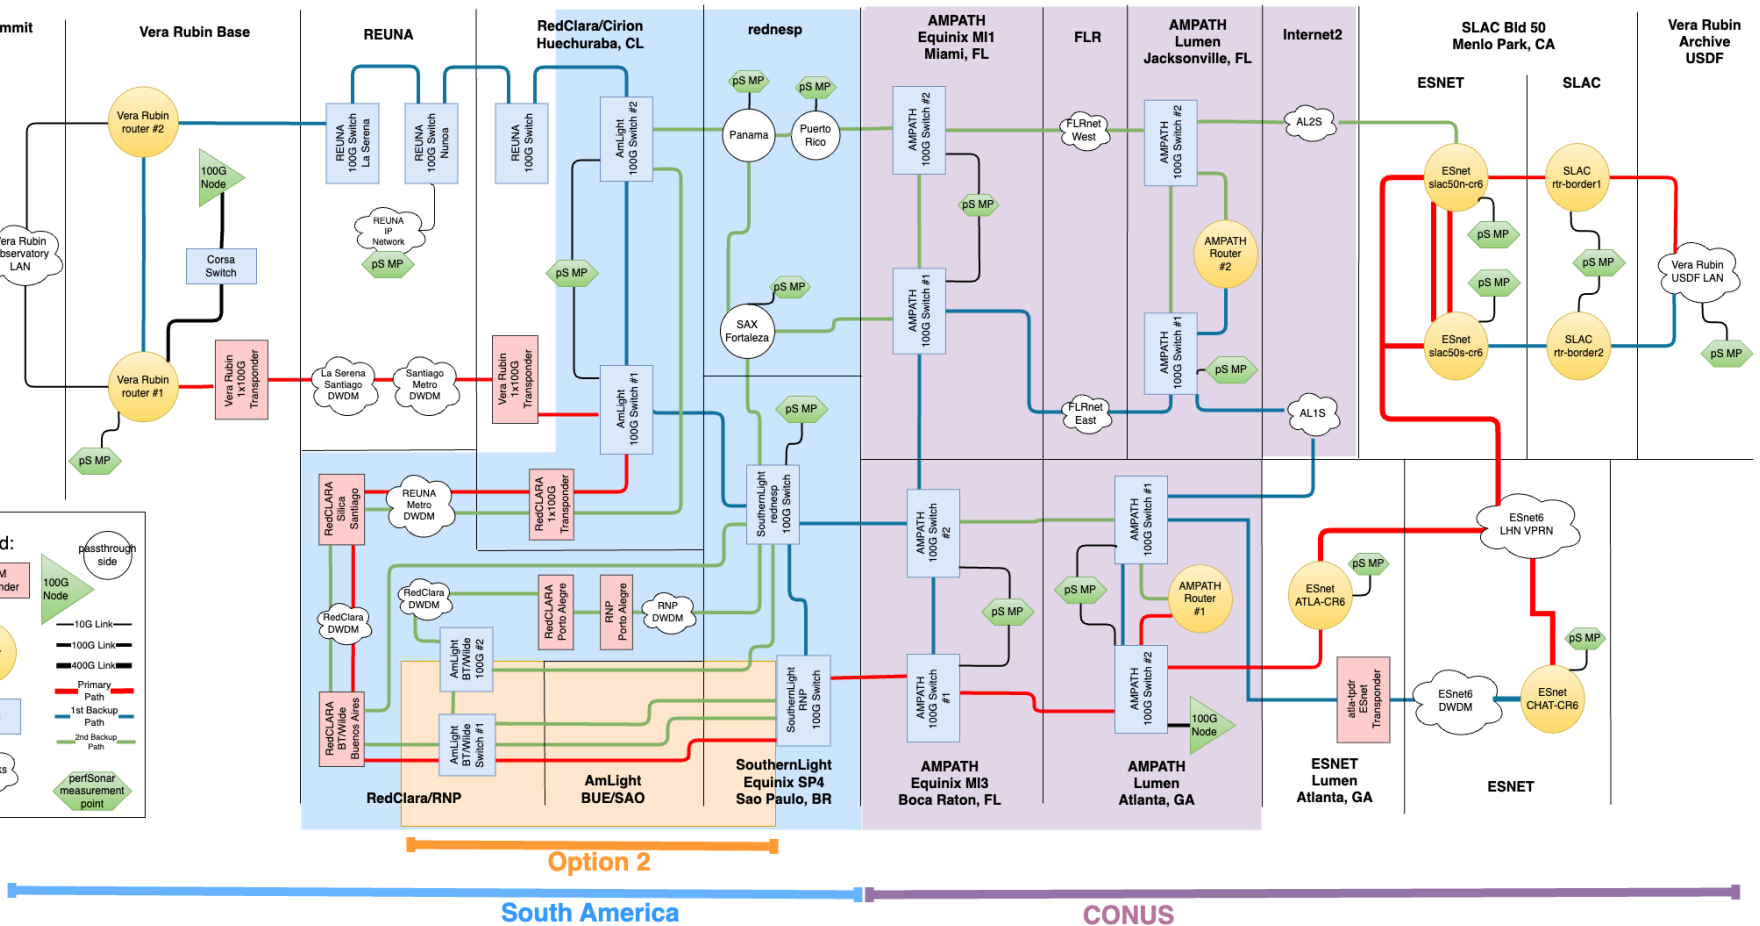 mmit
Vera Rubin Base
REUNA
RedClara/Cirion
Huechuraba, CL
rednesp
AMPATH
Equinix MI1
Miami, FL
FLR
AMPATH
Lumen
Jacksonville, FL
Internet2
SLAC Bld 50
Menlo Park, CA
ESNET
SLAC
Vera Rubin
Archive
USDF
Vera Rubin
router #2
100G
Node
Corsa
Switch
Vera Rubin
bservatory
LAN
Vera Rubin
router #1
pS MP
Vera Rubin
1x100G
Transponder
REUNA
100G Switch
La Serena
REUNA
100G Switch
Nunoa
REUNA
100G Switch
REUNA
IP
Network
pS MP
La Serena
Santiago
DWDM
Santiago
Metro
DWDM
Vera Rubin
1x100G
Transponder
AmLight
100G Switch #2
pS MP
AmLight
100G Switch #1
pS MP
pS MP
Panama
Puerto
Rico
pS MP
SAX
Fortaleza
pS MP
SouthernLight
rednesp
100G Switch
AMPATH
100G Switch #2
pS MP
AMPATH
100G Switch #1
FLRnet
West
FLRnet
East
AMPATH
100G Switch #2
AMPATH
Router
#2
AMPATH
100G Switch #1
pS MP
AL2S
AL1S
ESnet
slac50n-cr6
pS MP
pS MP
ESnet
slac50s-cr6
SLAC
rtr-border1
pS MP
SLAC
rtr-border2
Vera Rubin
USDF LAN
pS MP
RedCLARA
Silica
Santiago
REUNA
Metro
DWDM
RedCLARA
1x100G
Transponder
RedClara
DWDM
RedClara
DWDM
RedCLARA
Porto Alegre
RNP
Porto Alegre
RNP
DWDM
AmLight
BT/Wilde
100G #2
RedCLARA
BT/Wilde
Buenos Aires
AmLight
BT/Wilde
Switch #1
SouthernLight
RNP
100G Switch
AMPATH
100G Switch
#2
pS MP
AMPATH
100G Switch
#1
AMPATH
100G Switch #1
pS MP
AMPATH
Router
#1
AMPATH
100G Switch #2
100G
Node
ESnet6
LHN VPRN
pS MP
ESnet
ATLA-CR6
atla-tpdr
ESnet
Transponder
ESnet6
DWDM
pS MP
ESnet
CHAT-CR6
RedClara/RNP
AmLight
BUE/SAO
SouthernLight
Equinix SP4
Sao Paulo, BR
AMPATH
Equinix MI3
Boca Raton, FL
AMPATH
Lumen
Atlanta, GA
ESNET
Lumen
Atlanta, GA
ESNET
d:
passthrough
side
M
nder
100G
Node
10G Link
100G Link
400G Link
Primary
Path
1st Backup
Path
2nd Backup
Path
ks
perfSonar
measurement
point
Option 2
South America
CONUS